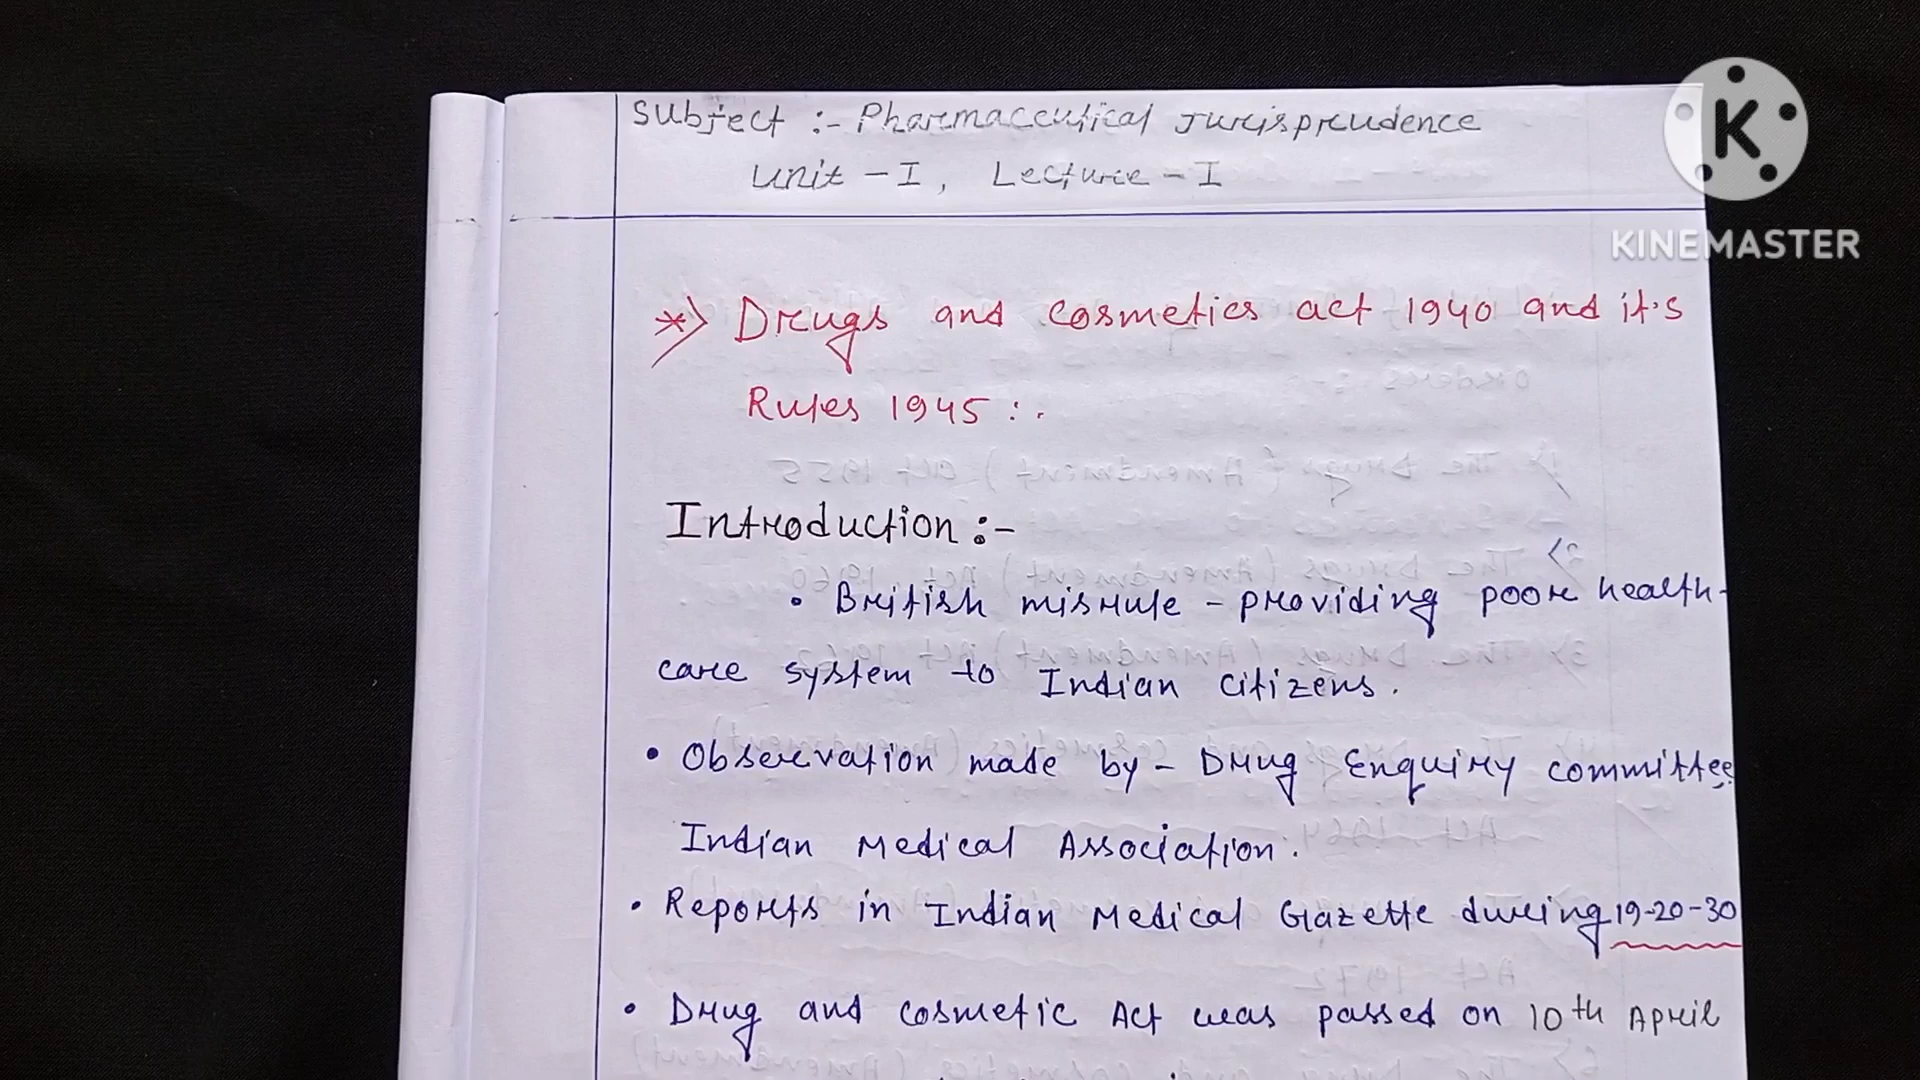 Subject :- Pharmaceutical Jurisprudence
Unit - I, Lecture - I
K
KINEMASTER
*> Drugs and cosmetics act 1940 and it's
Rules 1945 :.
Introduction :-
• British misrule - providing poor health-
care system to Indian citizens.
• Observation made by - Drug Enquiry committee,
Indian Medical Association.
• Reports in Indian Medical Gazette during 19-20-30
• Drug and cosmetic Act was passed on 10th April